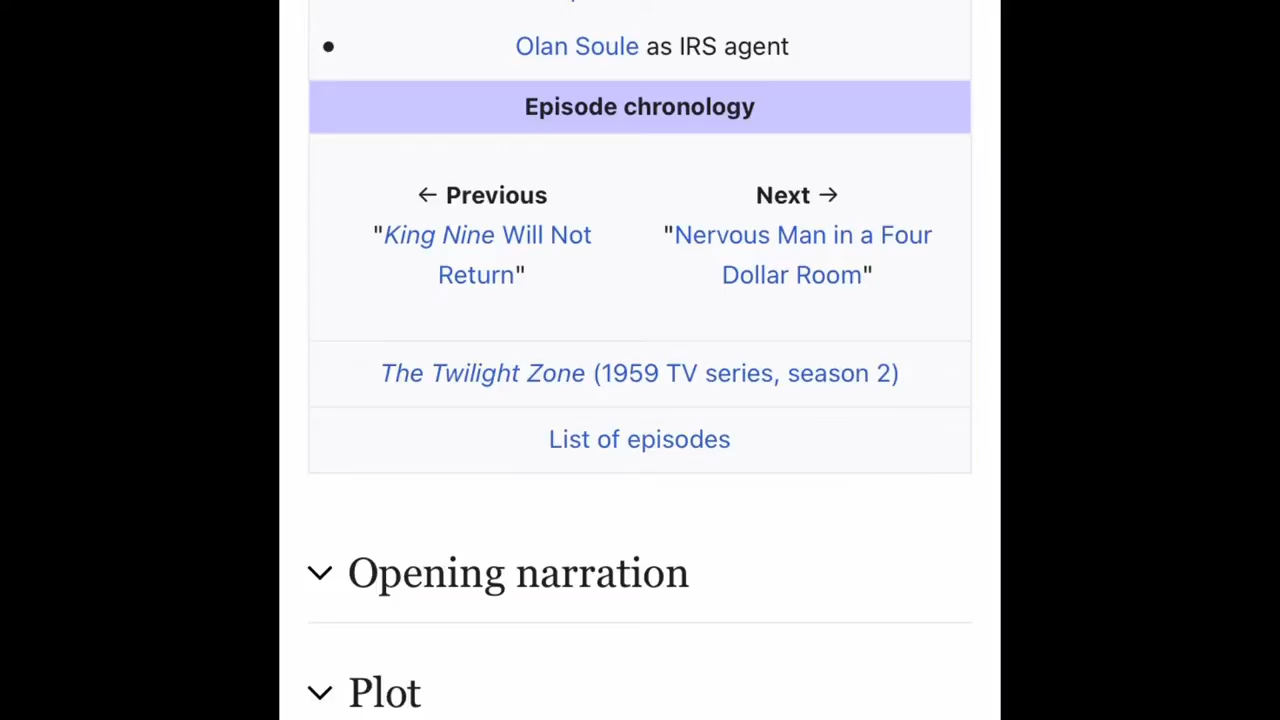 Olan Soule as IRS agent
Episode chronology
← Previous
Next →
"King Nine Will Not
Return"
"Nervous Man in a Four
Dollar Room"
The Twilight Zone (1959 TV series, season 2)
List of episodes
Opening narration
Plot